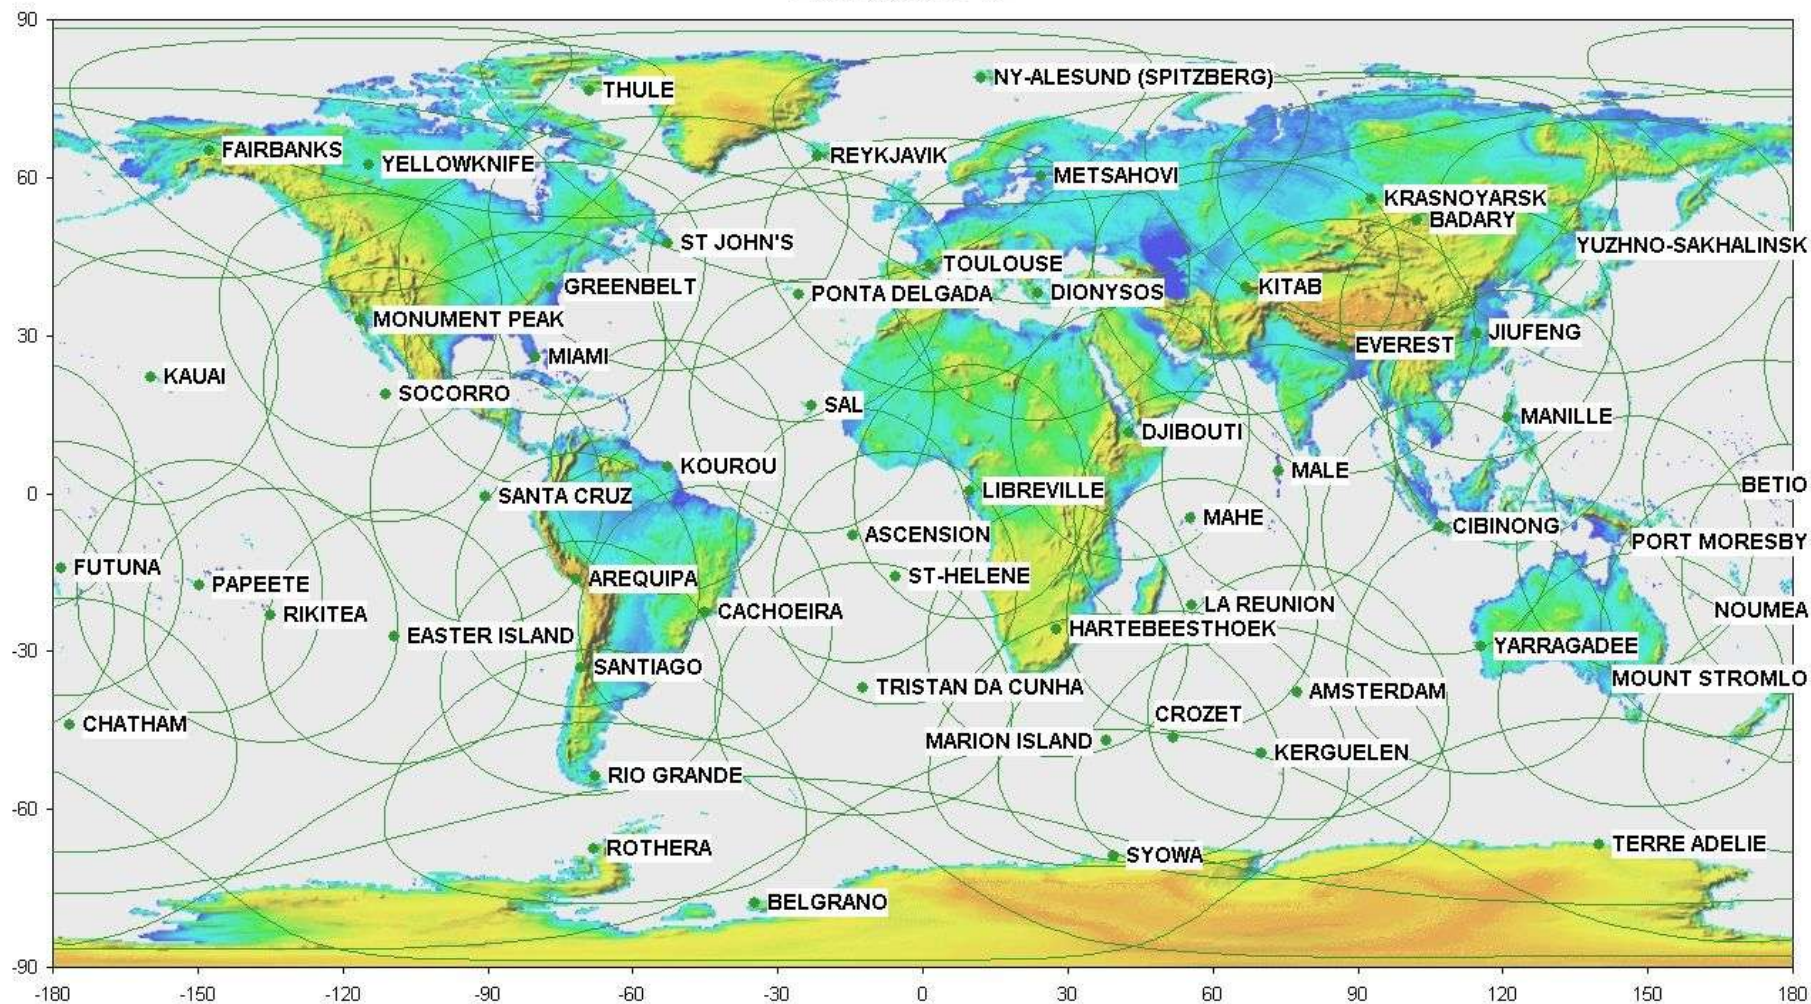 90
THULE
NY-ALESUND (SPITZBERG)
FAIRBANKS
YELLOWKNIFE
REYKJAVIK
METSAHOVI
60
KRASNOYARSK
BADARY
ST JOHN'S
YUZHNO-SAKHALINSK
TOULOUSE
GREENBELT
PONTA DELGADA
DIONYSOS
KITAB
MONUMENT PEAK
30
JIUFENG
MIAMI
EVEREST
KAUAI
SOCORRO
SAL
MANILLE
DJIBOUTI
KOUROU
MALE
0
SANTA CRUZ
LIBREVILLE
BETIO
MAHE
CIBINONG
ASCENSION
PORT MORESBY
FUTUNA
PAPEETE
AREQUIPA
ST-HELENE
RIKITEA
CACHOEIRA
LA REUNION
NOUMEA
EASTER ISLAND
HARTEBEESTHOEK
-30
YARRAGADEE
SANTIAGO
TRISTAN DA CUNHA
AMSTERDAM
MOUNT STROMLO
CHATHAM
CROZET
MARION ISLAND
KERGUELEN
RIO GRANDE
-60
ROTHERA
SYOWA
TERRE ADELIE
BELGRANO
-90
-180 -150 -120 -90 -60 -30 0 30 60 90 120 150 180